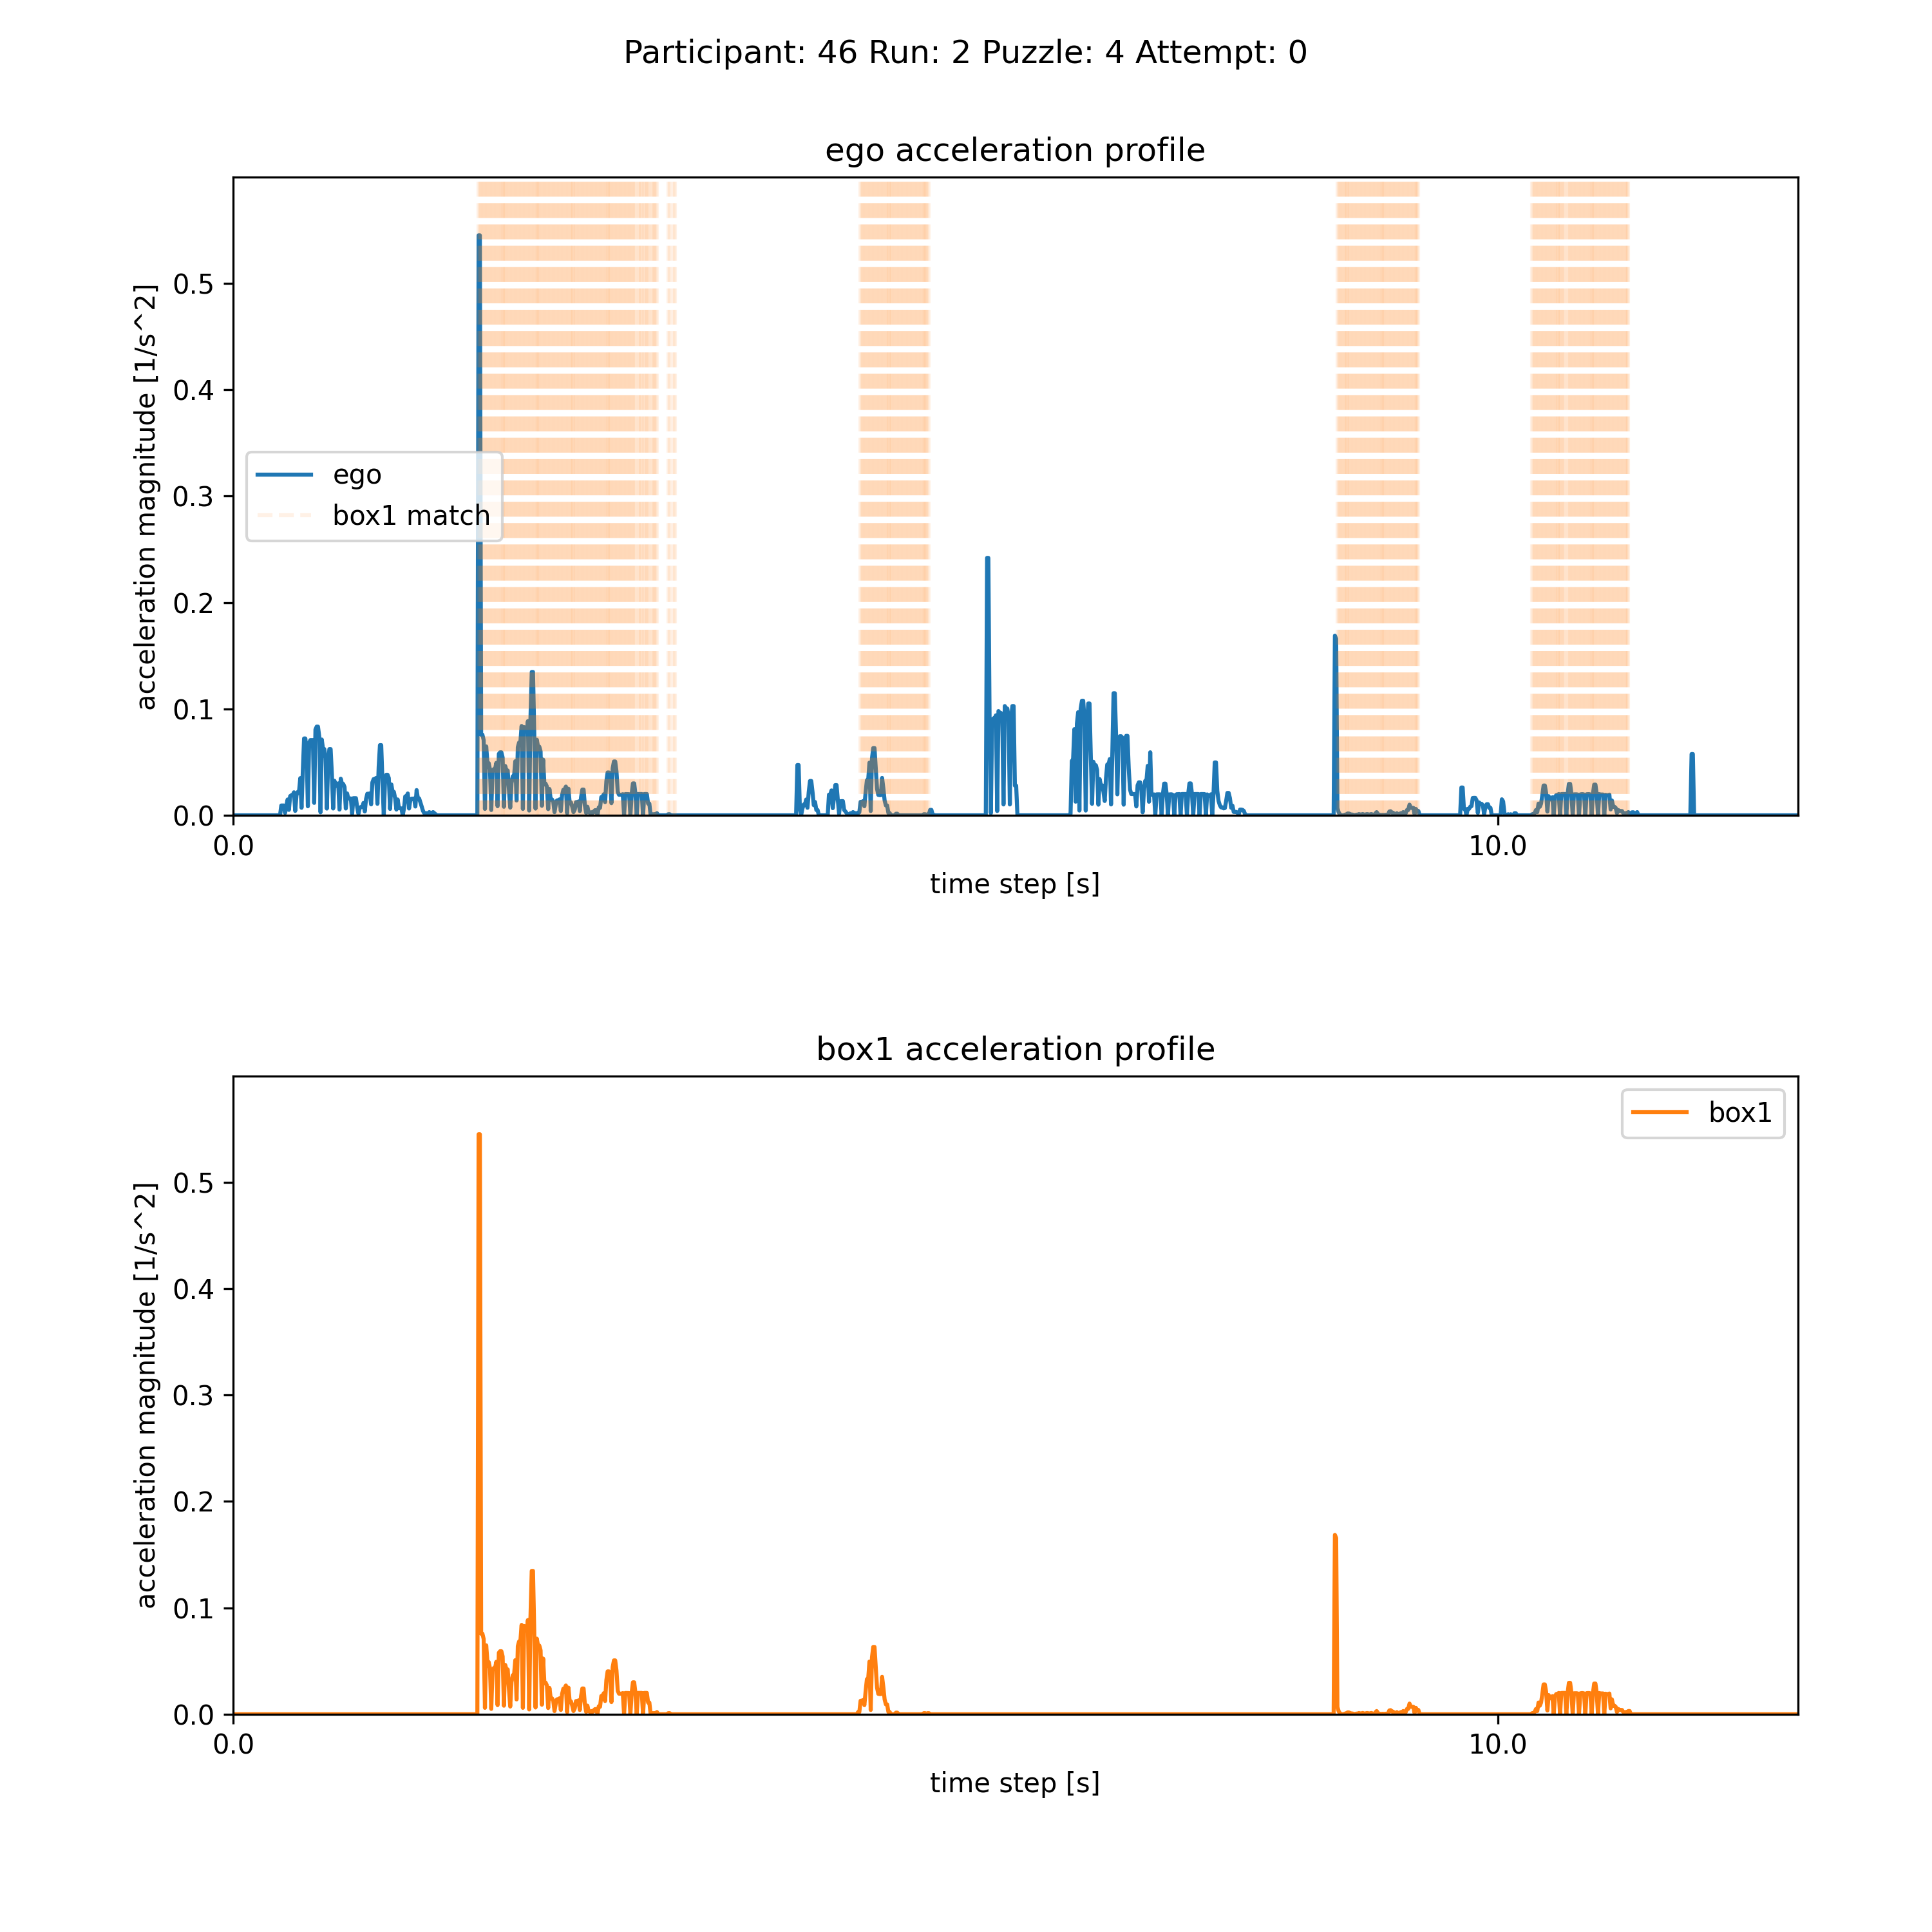 Participant: 46 Run: 2 Puzzle: 4 Attempt: 0
ego acceleration profile
acceleration magnitude [1/s^2]
0.5
0.4
0.3
0.2
0.1
0.0
ego
box1 match
0.0
10.0
time step [s]
box1 acceleration profile
acceleration magnitude [1/s^2]
0.5
0.4
0.3
0.2
0.1
0.0
box1
0.0
10.0
time step [s]